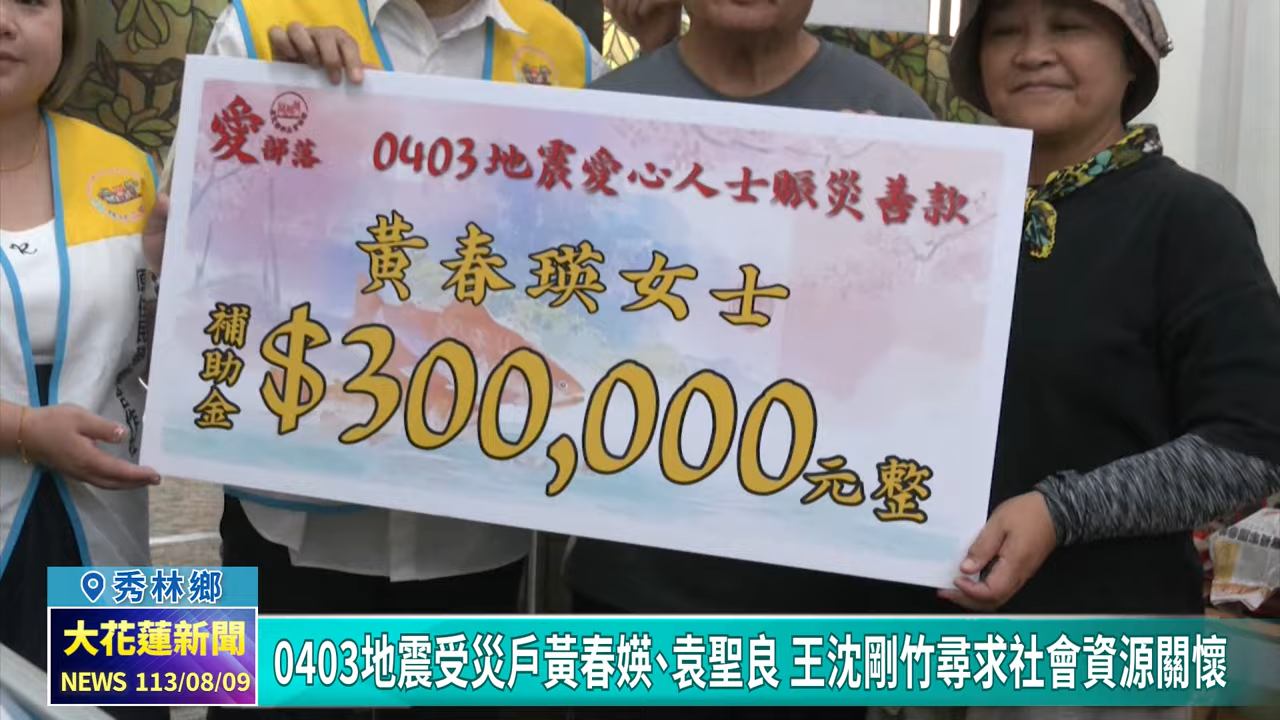 愛部落
0403地震愛心人士賑災善款
黃春瑛女士
補助金
$300,000元整
秀林鄉
大花蓮新聞
NEWS 113/08/09
0403地震受災戶黃春媖、袁聖良 王沈剛竹尋求社會資源關懷